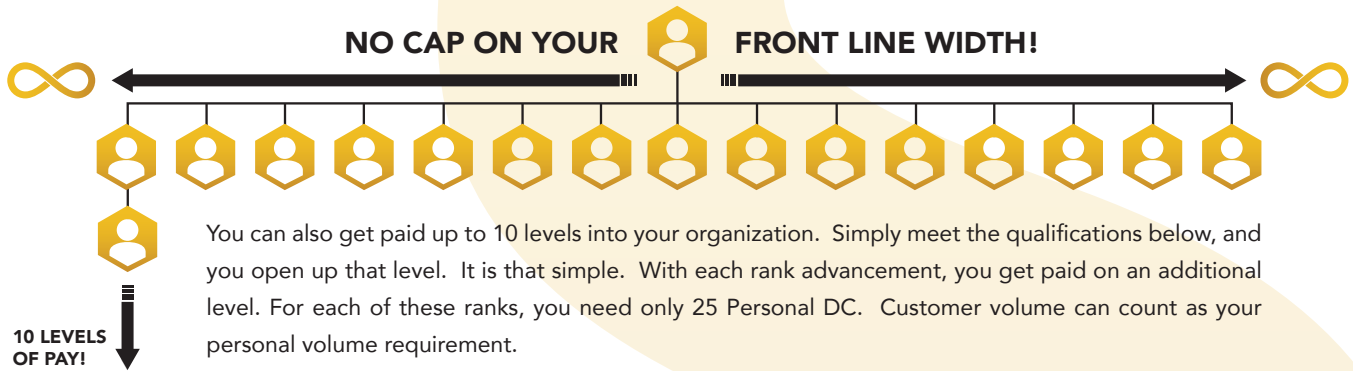 NO CAP ON YOUR FRONT LINE WIDTH!
You can also get paid up to 10 levels into your organization. Simply meet the qualifications below, and
you open up that level. It is that simple. With each rank advancement, you get paid on an additional
level. For each of these ranks, you need only 25 Personal DC. Customer volume can count as your
personal volume requirement.
10 LEVELS
OF PAY!